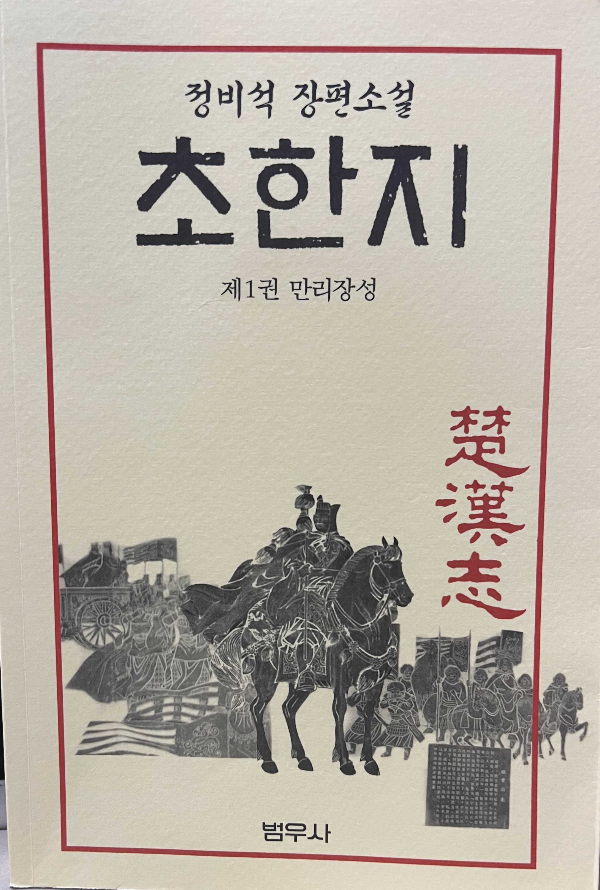 정비석 장편소설
초한지
제1권 만리장성
楚漢志
범우사